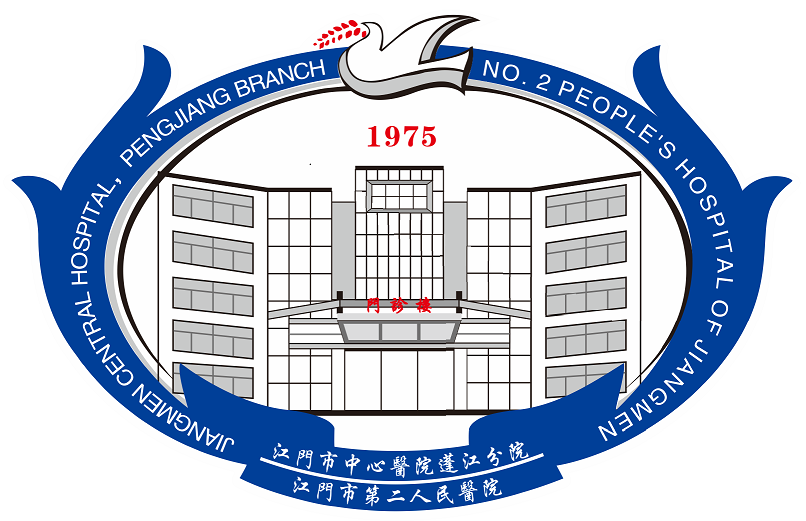 JIANGMEN CENTRAL HOSPITAL, PENGJIANG BRANCH
NO. 2 PEOPLE'S HOSPITAL OF JIANGMEN
1975
門診樓
江門市中心醫院蓬江分院
江門市第二人民醫院